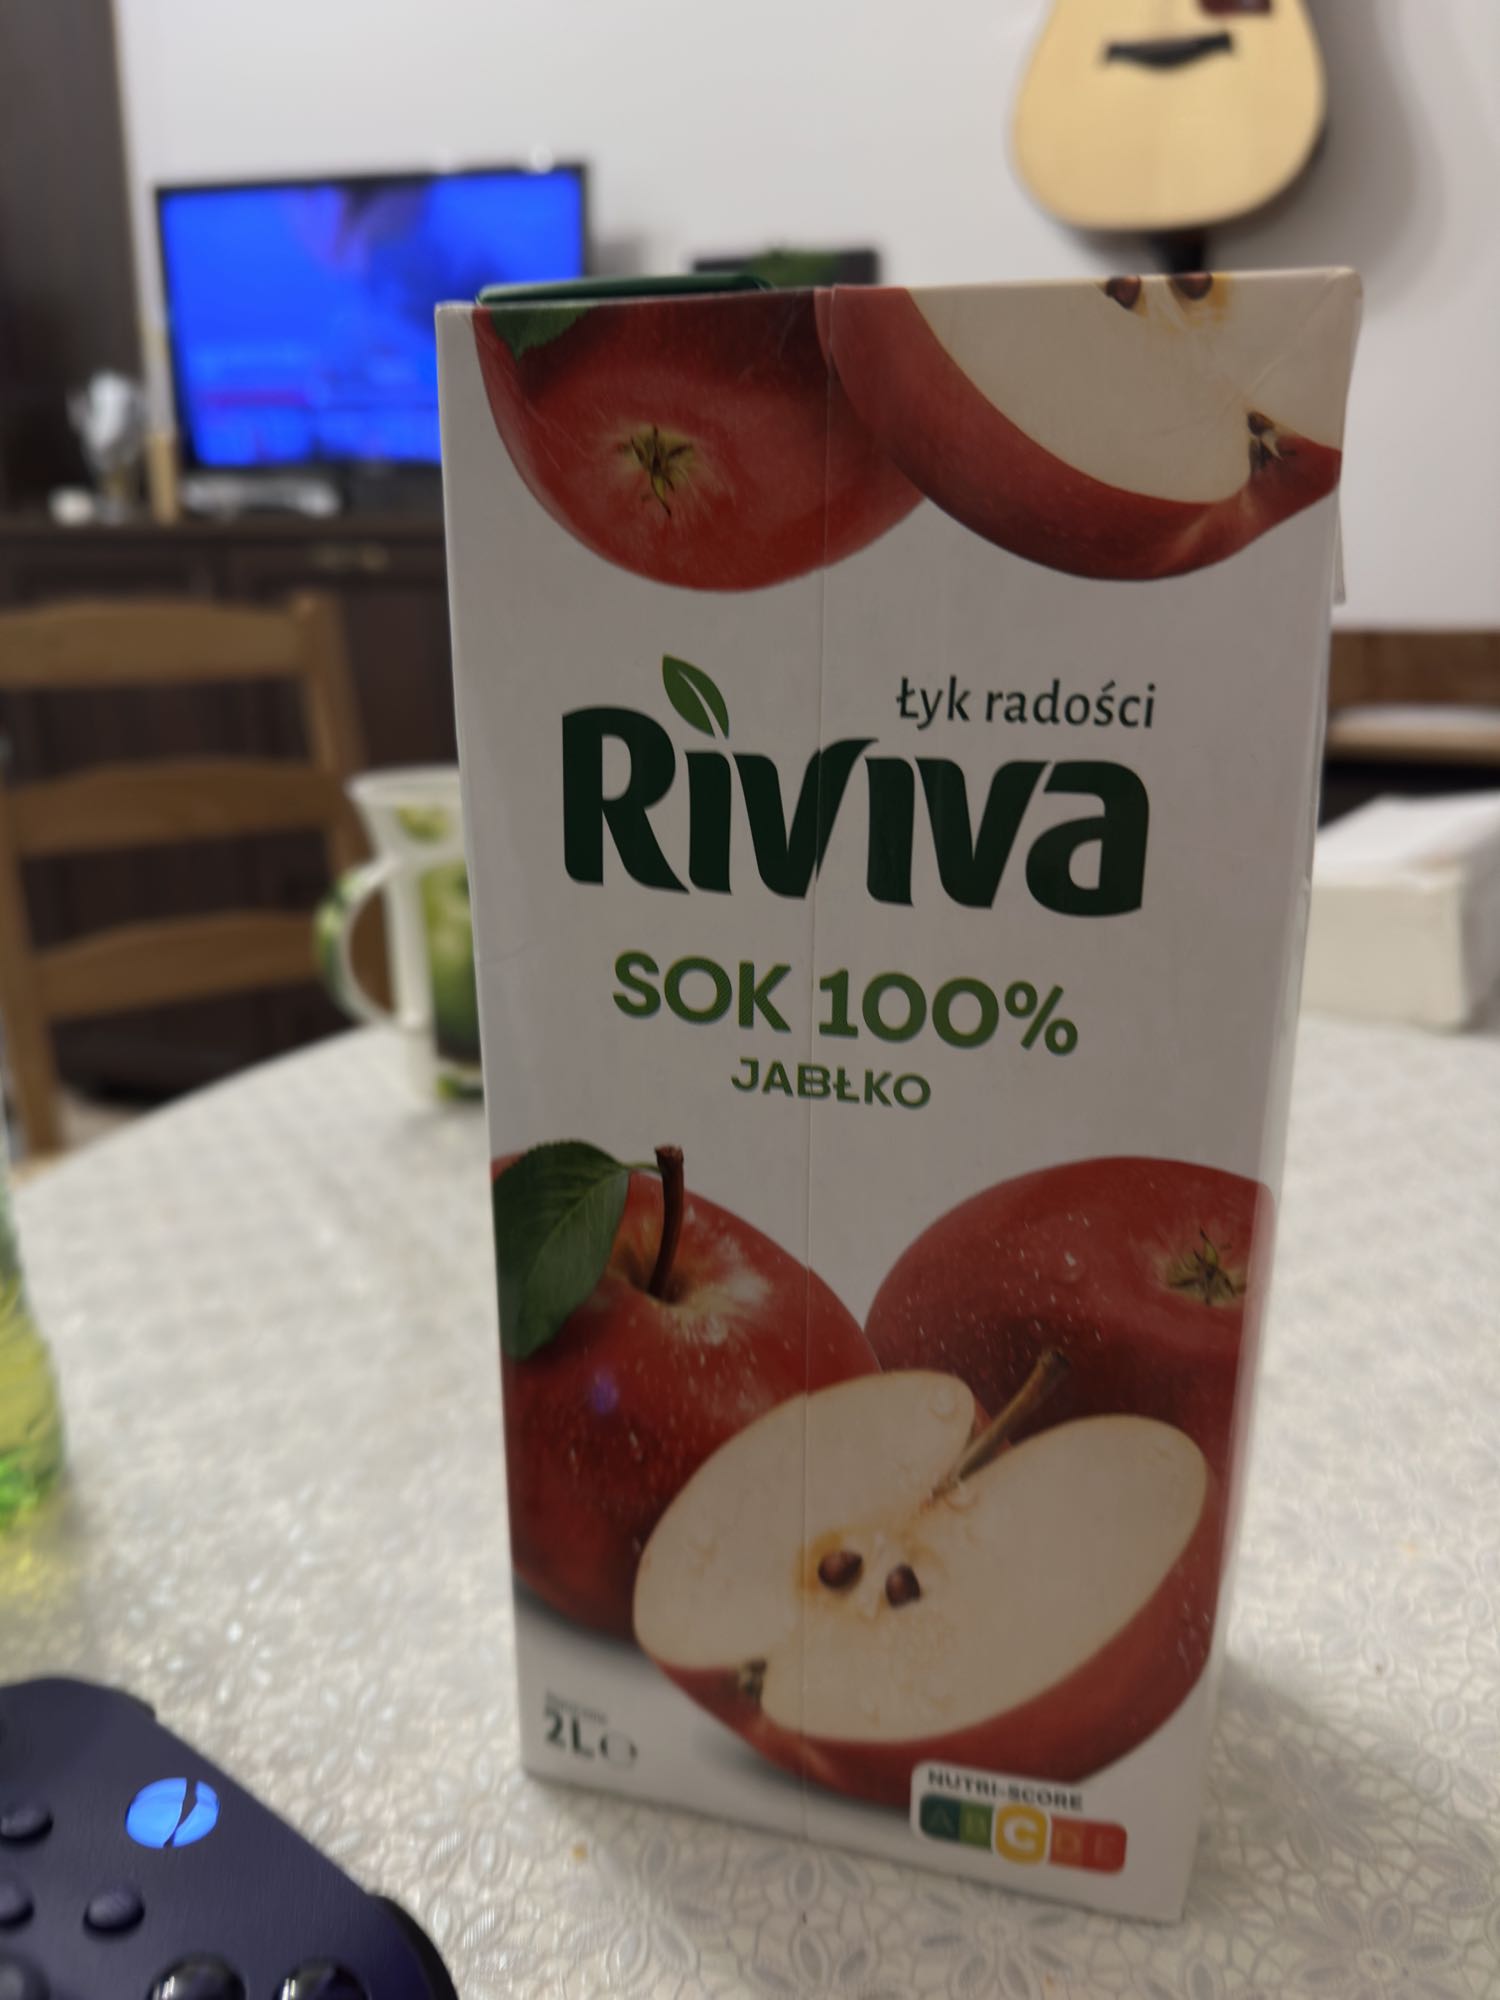 Łyk radości
Riviva
SOK 100%
JABŁKO
2L℮
NUTRI-SCORE
A B C D E